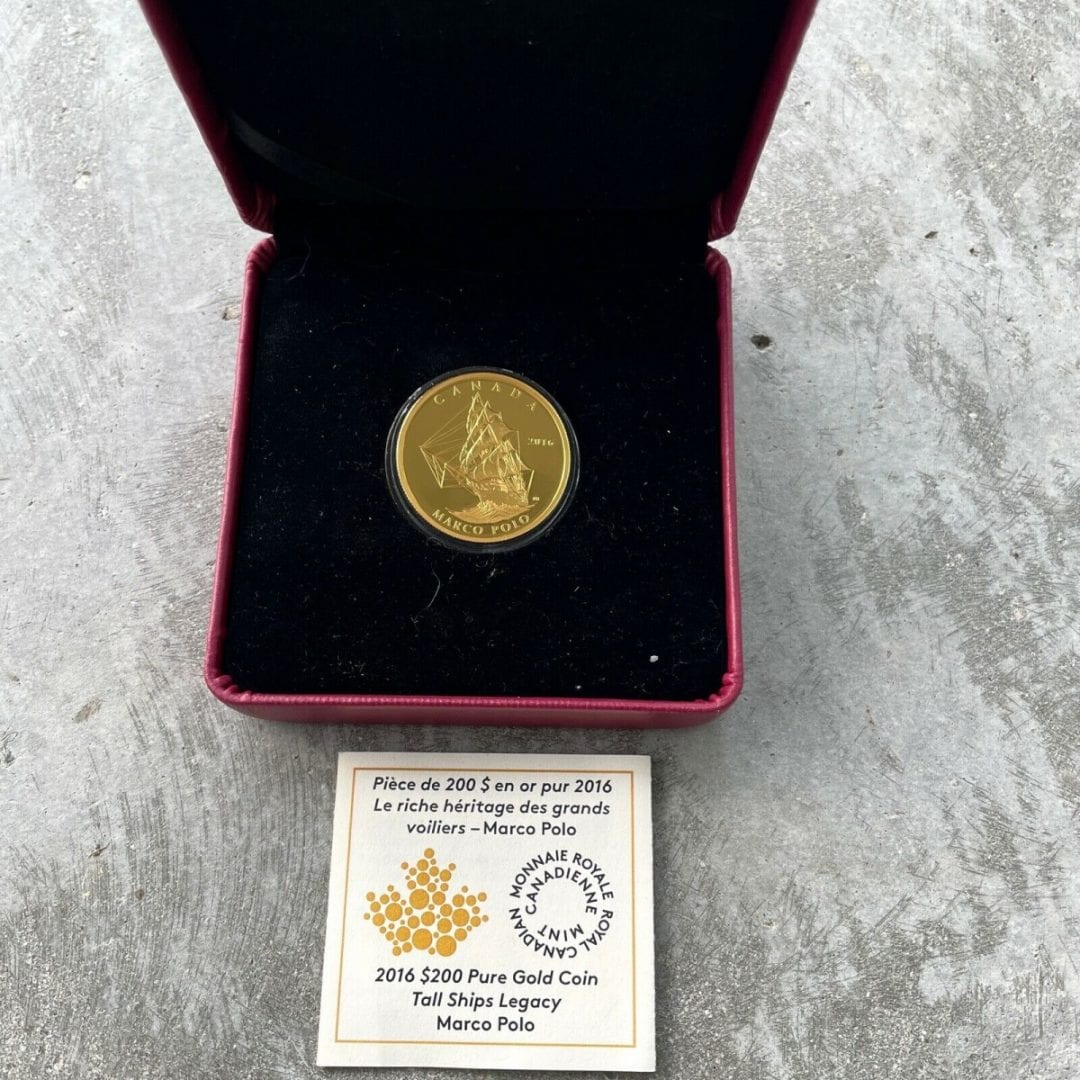 CANADA
2016
MARCO POLO
Pièce de 200 $ en or pur 2016
Le riche héritage des grands
voiliers – Marco Polo
MONNAIE ROYALE CANADIENNE
ROYAL CANADIAN MINT
2016 $200 Pure Gold Coin
Tall Ships Legacy
Marco Polo